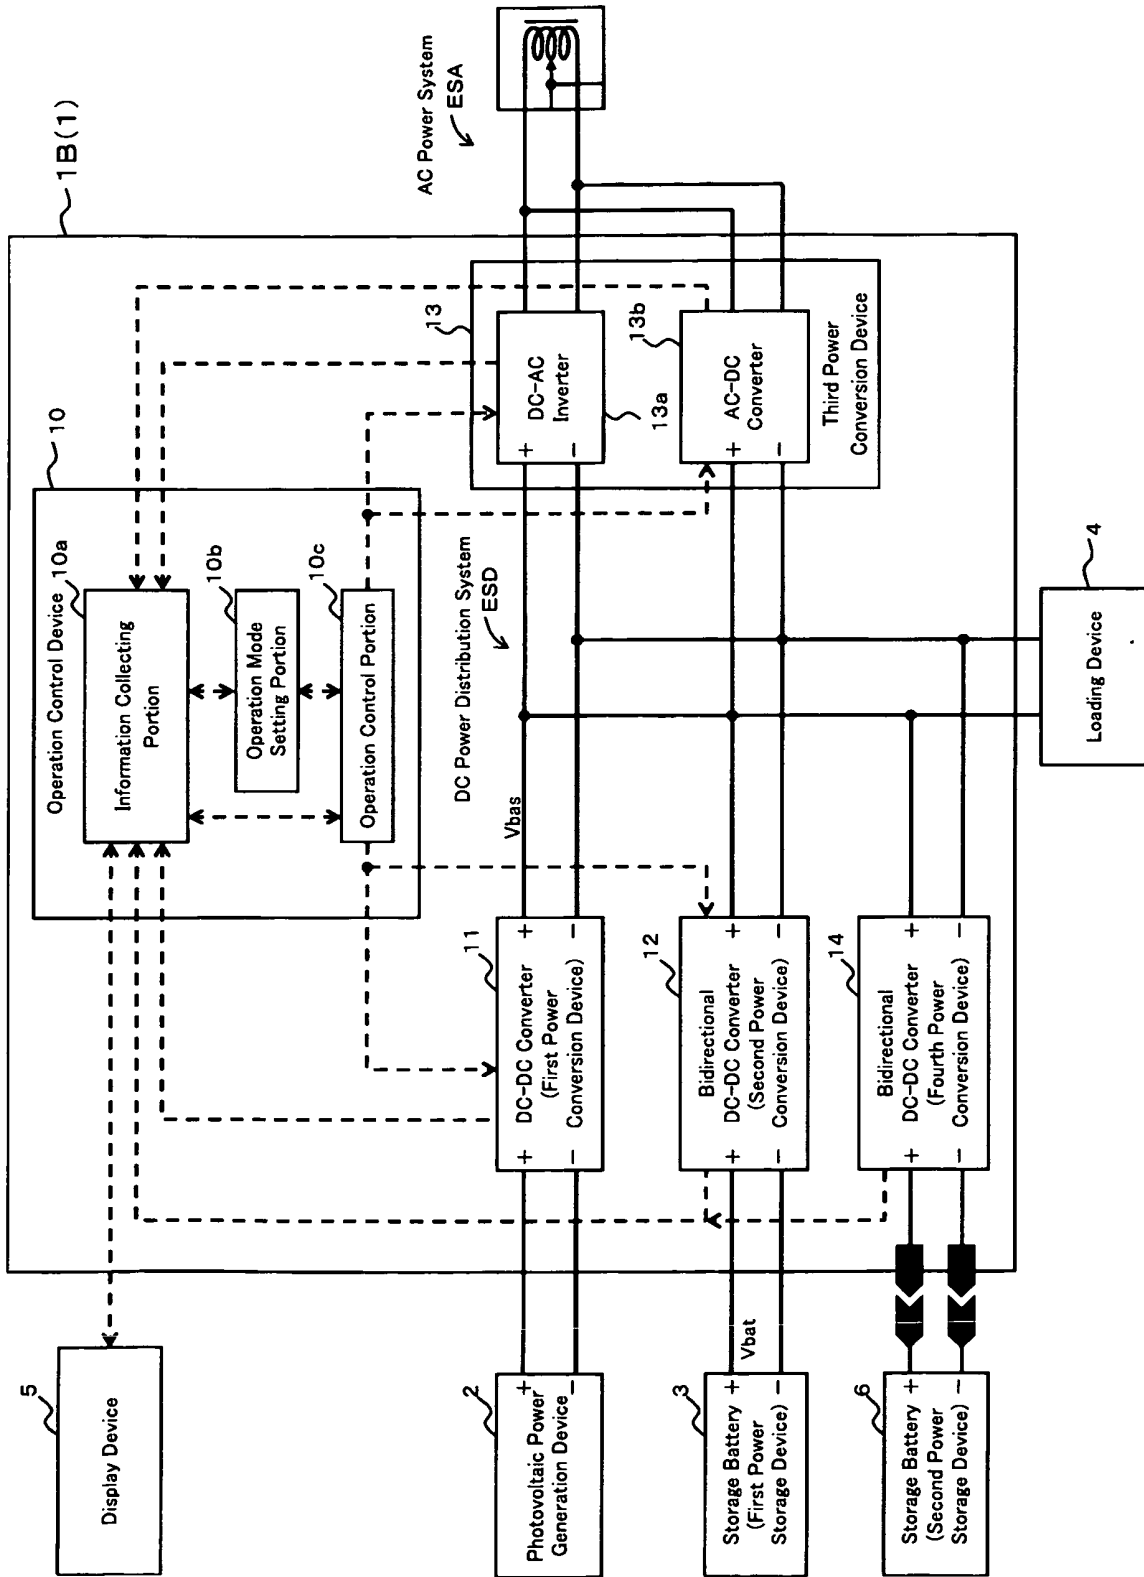 1B(1)
AC Power System
ESA
10
Operation Control Device
10a
Information Collecting
Portion
10b
Operation Mode
Setting Portion
10c
Operation Control Portion
5
Display Device
13
DC-AC
Inverter
+
−
13a
13b
AC-DC
Converter
+
−
Third Power
Conversion Device
DC Power Distribution System
ESD
Vbas
11
+ DC-DC Converter +
(First Power
− Conversion Device) −
12
Bidirectional
+ DC-DC Converter +
(Second Power
− Conversion Device) −
14
Bidirectional
+ DC-DC Converter +
(Fourth Power
− Conversion Device) −
2
Photovoltaic Power +
Generation Device −
3
Storage Battery +
(First Power
Storage Device) −
Vbat
6
Storage Battery +
(Second Power
Storage Device) −
4
Loading Device